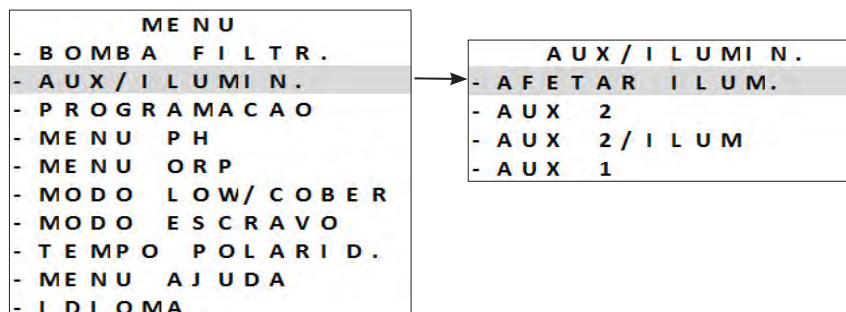 MENU
- BOMBA FILTR.
- AUX/ILUMIN.
- PROGRAMACAO
- MENU PH
- MENU ORP
- MODO LOW/COBER
- MODO ESCRAVO
- TEMPO POLARID.
- MENU AJUDA
- IDIOMA
AUX/ILUMIN.
- AFETAR ILUM.
- AUX 2
- AUX 2/ILUM
- AUX 1